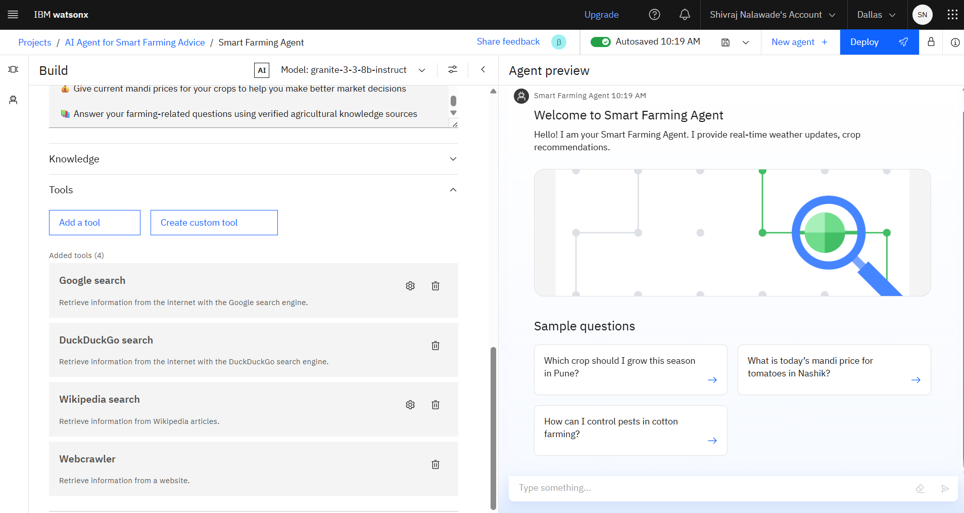 IBM watsonx
Upgrade
Shivraj Nalawade's Account
Dallas
SN
Projects / AI Agent for Smart Farming Advice / Smart Farming Agent
Share feedback
β
Autosaved 10:19 AM
New agent +
Deploy
Build
AI
Model: granite-3-3-8b-instruct
💰 Give current mandi prices for your crops to help you make better market decisions
📚 Answer your farming-related questions using verified agricultural knowledge sources
Knowledge
Tools
Add a tool
Create custom tool
Added tools (4)
Google search
Retrieve information from the internet with the Google search engine.
DuckDuckGo search
Retrieve information from the internet with the DuckDuckGo search engine.
Wikipedia search
Retrieve information from Wikipedia articles.
Webcrawler
Retrieve information from a website.
Agent preview
Smart Farming Agent 10:19 AM
Welcome to Smart Farming Agent
Hello! I am your Smart Farming Agent. I provide real-time weather updates, crop
recommendations.
Sample questions
Which crop should I grow this season
in Pune?
What is today's mandi price for
tomatoes in Nashik?
How can I control pests in cotton
farming?
Type something...